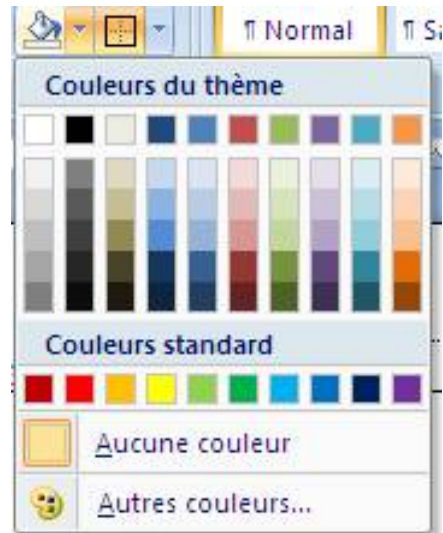 ¶ Normal ¶ Sa
Couleurs du thème
Couleurs standard
Aucune couleur
Autres couleurs...